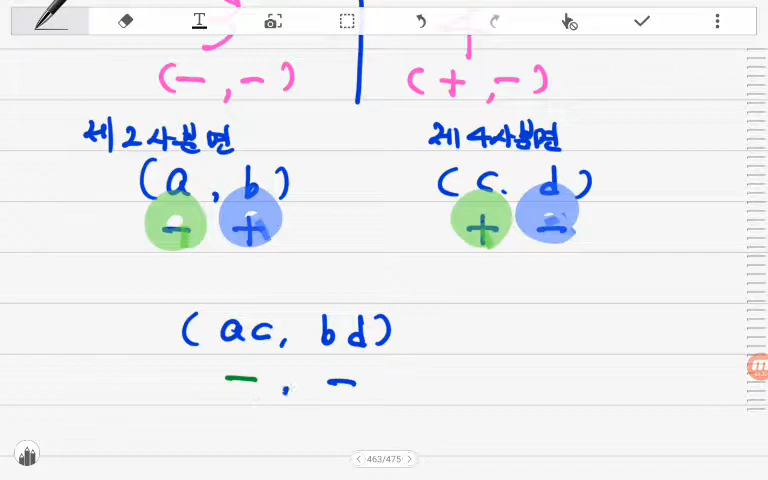 T
(-,-) (+,-)
제2사분면 제4사분면
(a, b) (c. d)
- + + -
(ac, bd)
-, -
463/475